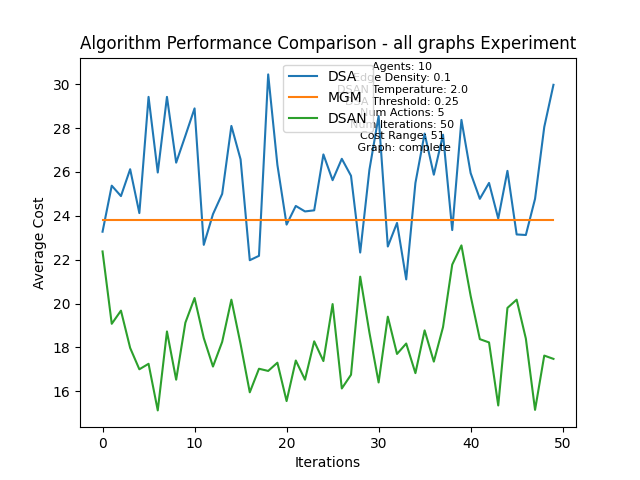 Algorithm Performance Comparison - all graphs Experiment
Agents: 10
Edge Density: 0.1
DSAN Temperature: 2.0
DSA Threshold: 0.25
Num Actions: 5
Num Iterations: 50
Cost Range: 51
Graph: complete
DSA
MGM
DSAN
Average Cost
30
28
26
24
22
20
18
16
0
10
20
30
40
50
Iterations